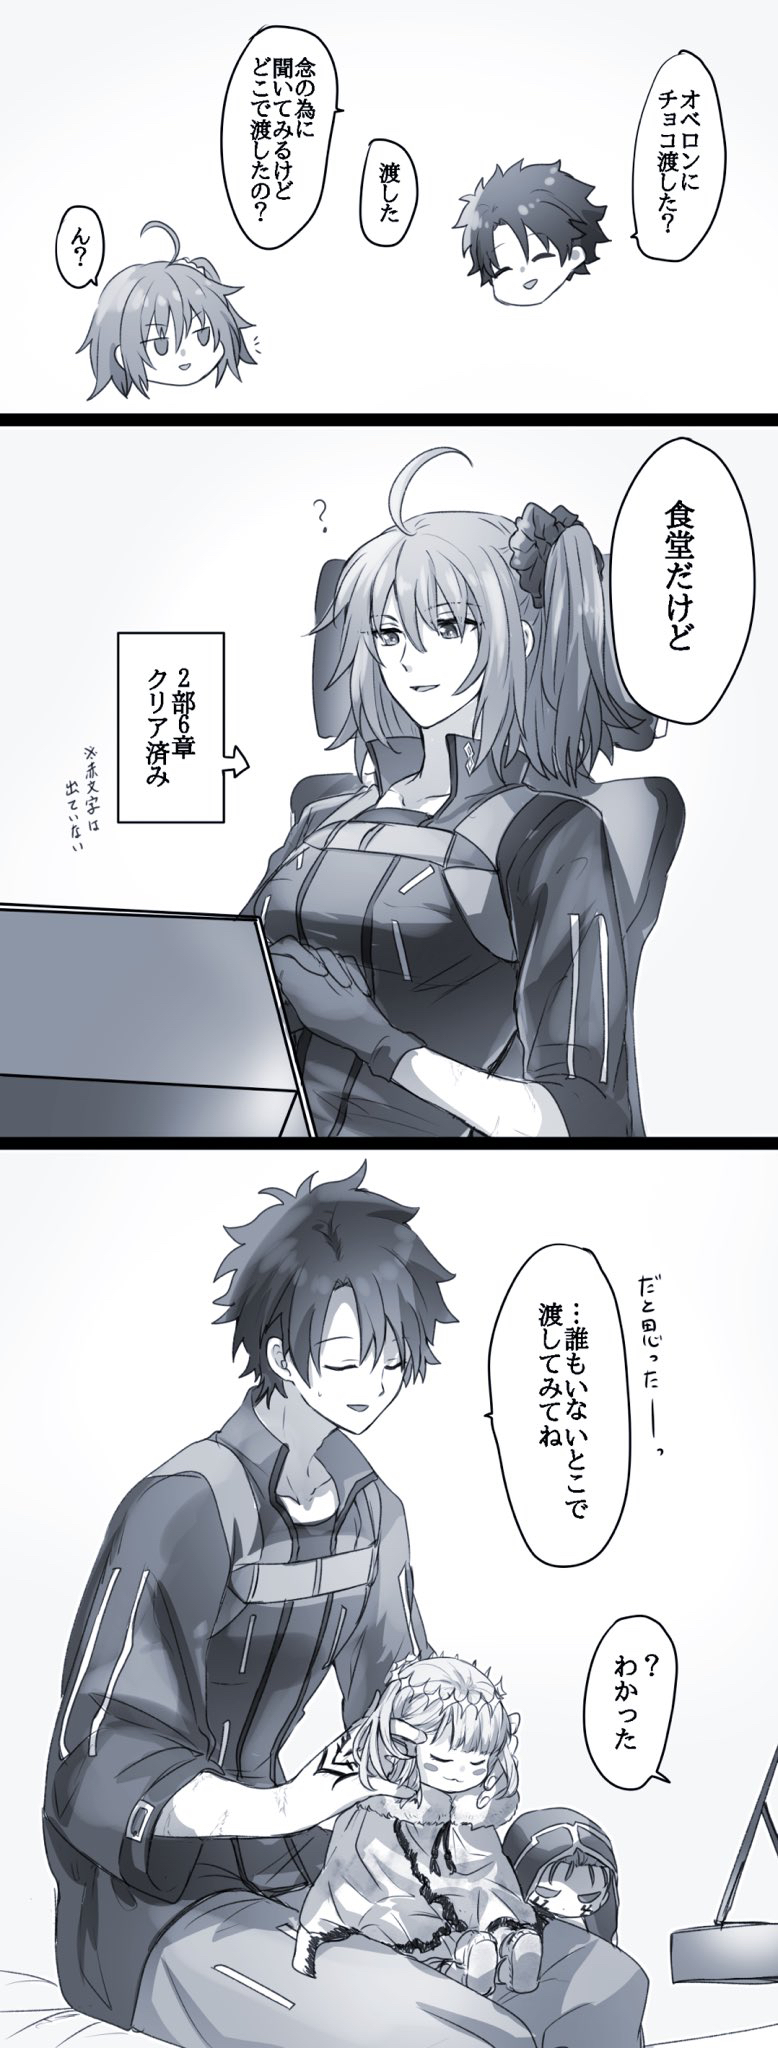 オベロンに
チョコ渡した?
渡した
念の為に
聞いてみるけど
どこで渡したの?
ん?
食堂だけど
?
2部6章
クリア済み
※赤文字は
出ていない
だと思ったーっ
…誰もいないとこで
渡してみてね
?
わかった